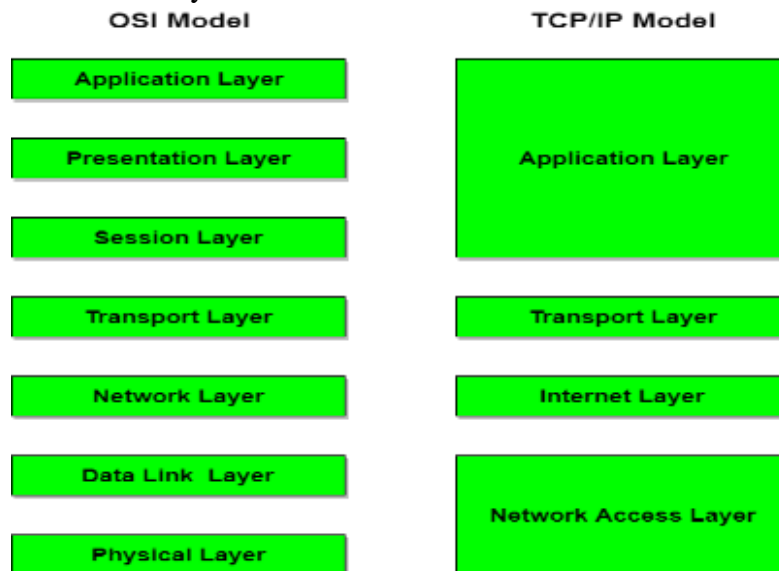 OSI Model
Application Layer
Presentation Layer
Session Layer
Transport Layer
Network Layer
Data Link Layer
Physical Layer
TCP/IP Model
Application Layer
Transport Layer
Internet Layer
Network Access Layer